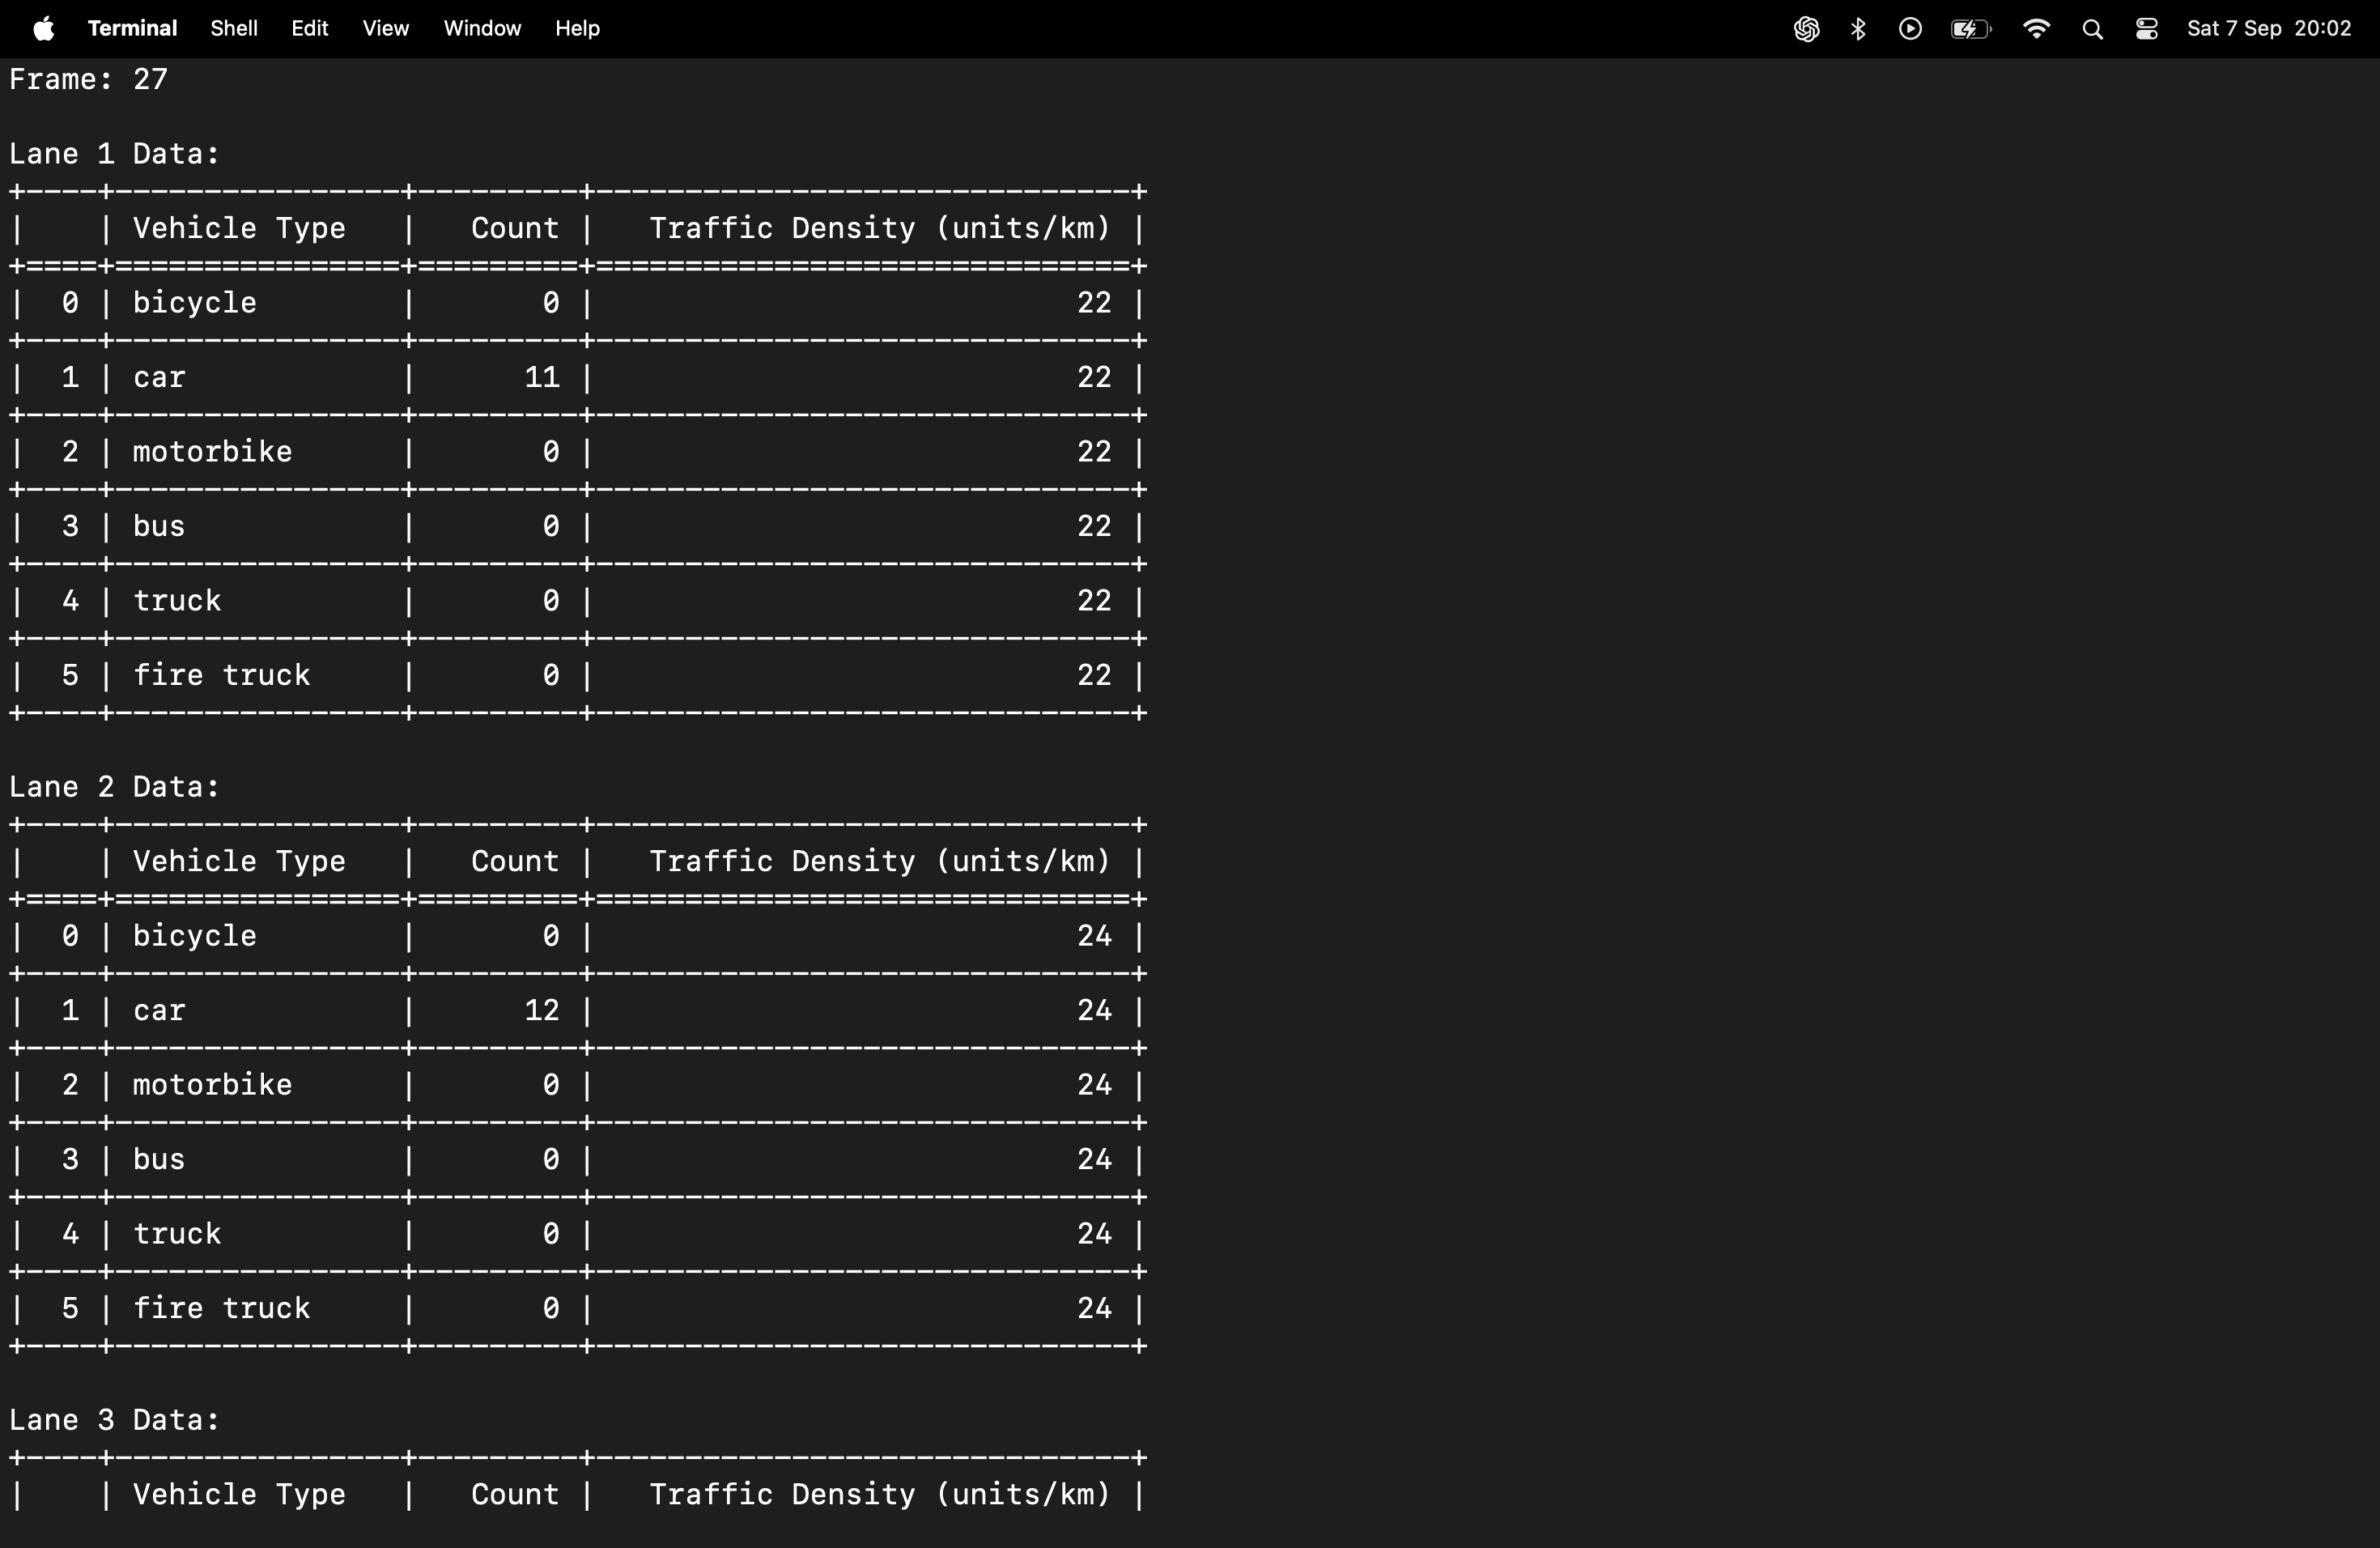 Terminal Shell Edit View Window Help Sat 7 Sep 20:02
Frame: 27
Lane 1 Data:
+----+----------------+---------+------------------------------+
|    | Vehicle Type   |   Count |   Traffic Density (units/km) |
+====+================+=========+==============================+
|  0 | bicycle        |       0 |                           22 |
+----+----------------+---------+------------------------------+
|  1 | car            |      11 |                           22 |
+----+----------------+---------+------------------------------+
|  2 | motorbike      |       0 |                           22 |
+----+----------------+---------+------------------------------+
|  3 | bus            |       0 |                           22 |
+----+----------------+---------+------------------------------+
|  4 | truck          |       0 |                           22 |
+----+----------------+---------+------------------------------+
|  5 | fire truck     |       0 |                           22 |
+----+----------------+---------+------------------------------+
Lane 2 Data:
+----+----------------+---------+------------------------------+
|    | Vehicle Type   |   Count |   Traffic Density (units/km) |
+====+================+=========+==============================+
|  0 | bicycle        |       0 |                           24 |
+----+----------------+---------+------------------------------+
|  1 | car            |      12 |                           24 |
+----+----------------+---------+------------------------------+
|  2 | motorbike      |       0 |                           24 |
+----+----------------+---------+------------------------------+
|  3 | bus            |       0 |                           24 |
+----+----------------+---------+------------------------------+
|  4 | truck          |       0 |                           24 |
+----+----------------+---------+------------------------------+
|  5 | fire truck     |       0 |                           24 |
+----+----------------+---------+------------------------------+
Lane 3 Data:
+----+----------------+---------+------------------------------+
|    | Vehicle Type   |   Count |   Traffic Density (units/km) |